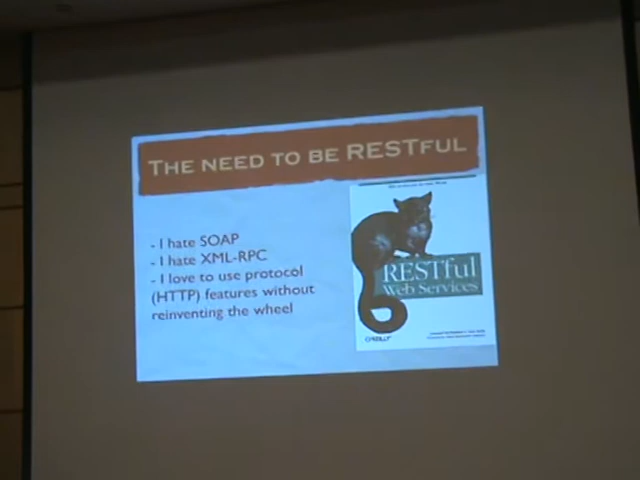 THE NEED TO BE RESTFUL
- I hate SOAP
- I hate XML-RPC
- I love to use protocol
(HTTP) features without
reinventing the wheel
RESTful
Web Services
O'REILLY